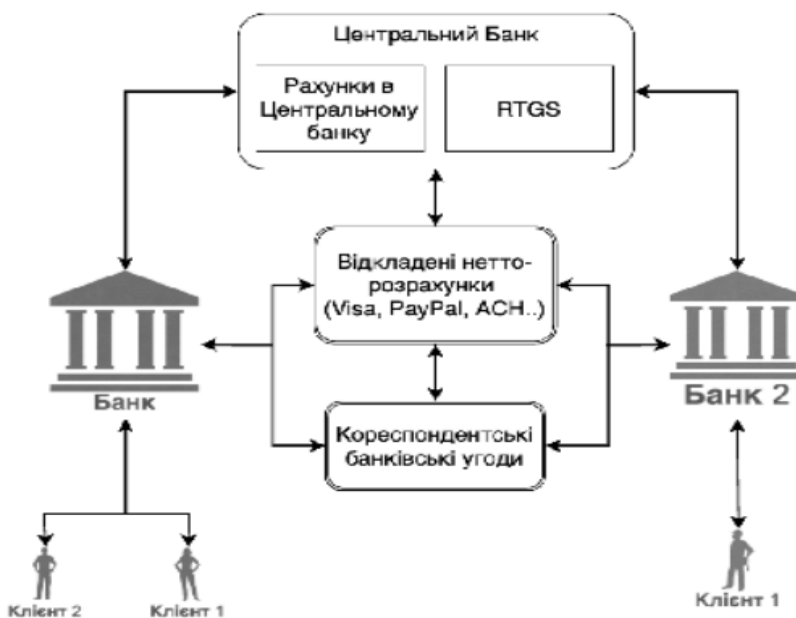 Центральний Банк
Рахунки в
Центральному
банку
RTGS
Відкладені нетто-
розрахунки
(Visa, PayPal, ACH..)
Банк
Банк 2
Кореспондентські
банківські угоди
Клієнт 2
Клієнт 1
Клієнт 1